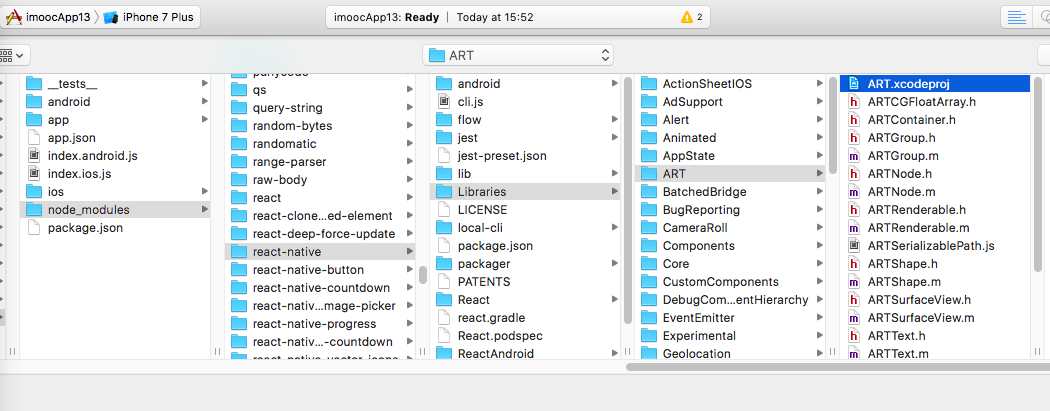 imoocApp13 〉 iPhone 7 Plus
imoocApp13: Ready | Today at 15:52
2
ART
__tests__
android
app
app.json
index.android.js
index.ios.js
ios
node_modules
package.json
punycode
qs
query-string
random-bytes
randomatic
range-parser
raw-body
react
react-clone...ed-element
react-deep-force-update
react-native
react-native-button
react-native-countdown
react-nativ...mage-picker
react-native-progress
react-nativ...-countdown
react-native-vector-icons
android
cli.js
flow
jest
jest-preset.json
lib
Libraries
LICENSE
local-cli
package.json
packager
PATENTS
React
react.gradle
React.podspec
ReactAndroid
ActionSheetIOS
AdSupport
Alert
Animated
AppState
ART
BatchedBridge
BugReporting
CameraRoll
Components
Core
CustomComponents
DebugCom...entHierarchy
EventEmitter
Experimental
Geolocation
ART.xcodeproj
ARTCGFloatArray.h
ARTContainer.h
ARTGroup.h
ARTGroup.m
ARTNode.h
ARTNode.m
ARTRenderable.h
ARTRenderable.m
ARTSerializablePath.js
ARTShape.h
ARTShape.m
ARTSurfaceView.h
ARTSurfaceView.m
ARTText.h
ARTText.m